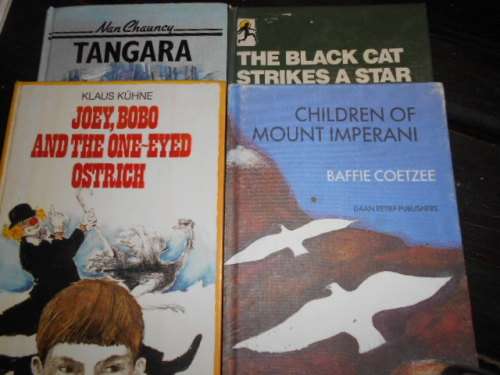 Nan Chauncy
TANGARA
THE BLACK CAT
STRIKES A STAR
KLAUS KÜHNE
JOEY, BOBO
AND THE ONE-EYED
OSTRICH
CHILDREN OF
MOUNT IMPERANI
BAFFIE COETZEE
DAAN RETIEF PUBLISHERS